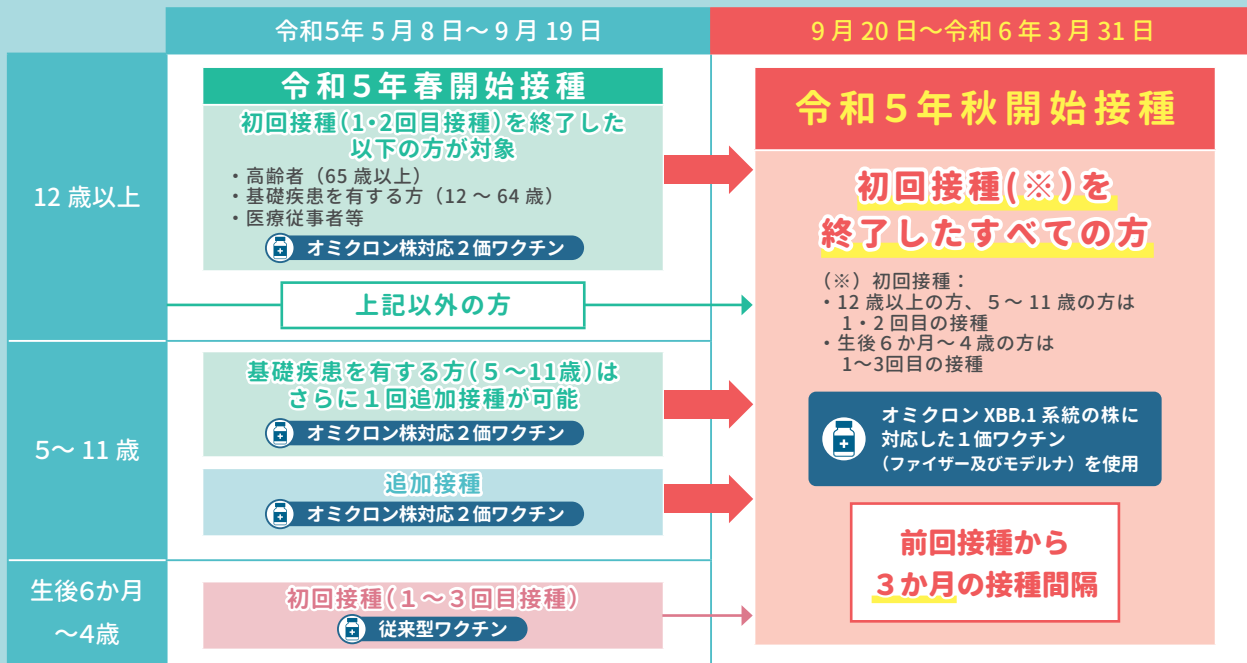 令和5年5月8日～9月19日
9月20日～令和6年3月31日
12歳以上
令和5年春開始接種
初回接種(1・2回目接種)を終了した
以下の方が対象
・高齢者（65歳以上）
・基礎疾患を有する方（12～64歳）
・医療従事者等
オミクロン株対応2価ワクチン
上記以外の方
5～11歳
基礎疾患を有する方(5～11歳)は
さらに1回追加接種が可能
オミクロン株対応2価ワクチン
追加接種
オミクロン株対応2価ワクチン
生後6か月
～4歳
初回接種(1～3回目接種)
従来型ワクチン
令和5年秋開始接種
初回接種(※)を
終了したすべての方
（※）初回接種：
・12歳以上の方、5～11歳の方は
1・2回目の接種
・生後6か月～4歳の方は
1～3回目の接種
オミクロンXBB.1系統の株に
対応した1価ワクチン
（ファイザー及びモデルナ）を使用
前回接種から
3か月の接種間隔